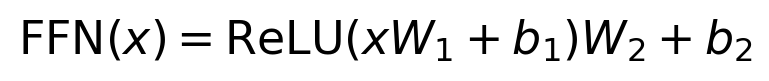 FFN(x) = ReLU(xW₁ + b₁)W₂ + b₂